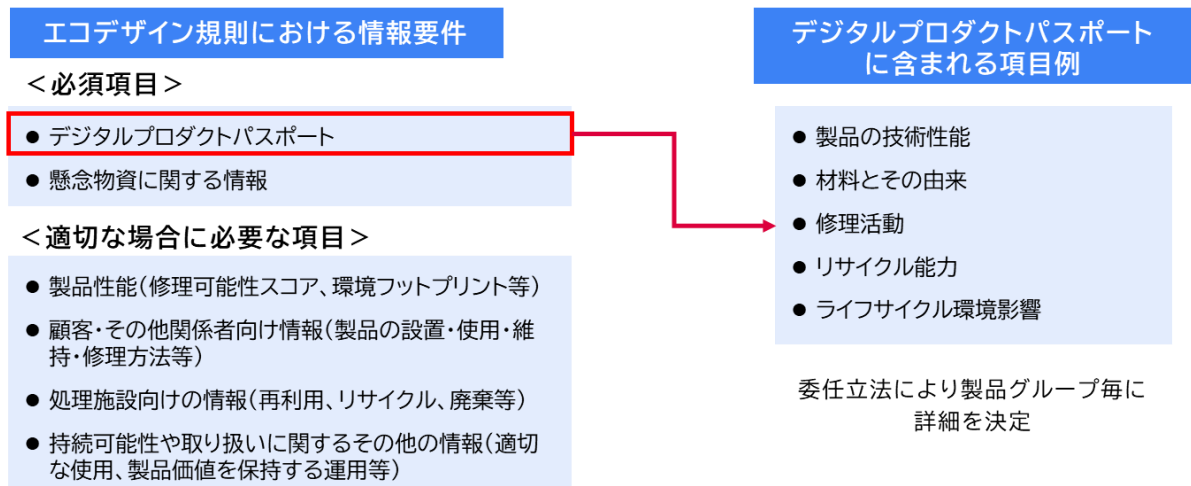 エコデザイン規則における情報要件
<必須項目>
● デジタルプロダクトパスポート
● 懸念物資に関する情報
<適切な場合に必要な項目>
● 製品性能(修理可能性スコア、環境フットプリント等)
● 顧客・その他関係者向け情報(製品の設置・使用・維
持・修理方法等)
● 処理施設向けの情報(再利用、リサイクル、廃棄等)
● 持続可能性や取り扱いに関するその他の情報(適切
な使用、製品価値を保持する運用等)
デジタルプロダクトパスポート
に含まれる項目例
● 製品の技術性能
● 材料とその由来
● 修理活動
● リサイクル能力
● ライフサイクル環境影響
委任立法により製品グループ毎に
詳細を決定